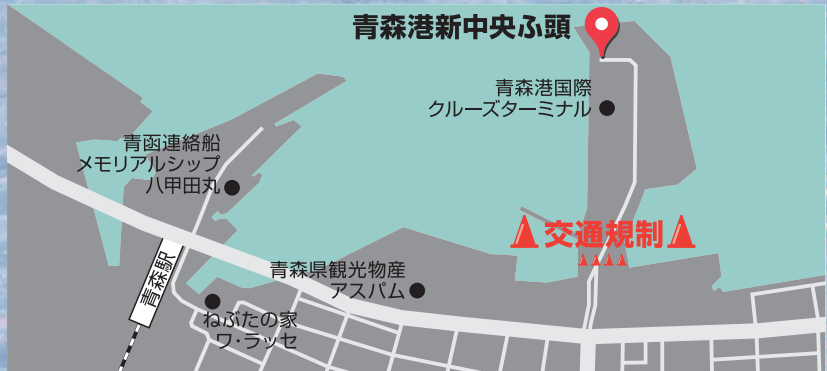 青森港新中央ふ頭
青森港国際
クルーズターミナル
青函連絡船
メモリアルシップ
八甲田丸
交通規制
青森駅
青森県観光物産
アスパム
ねぶたの家
ワ・ラッセ